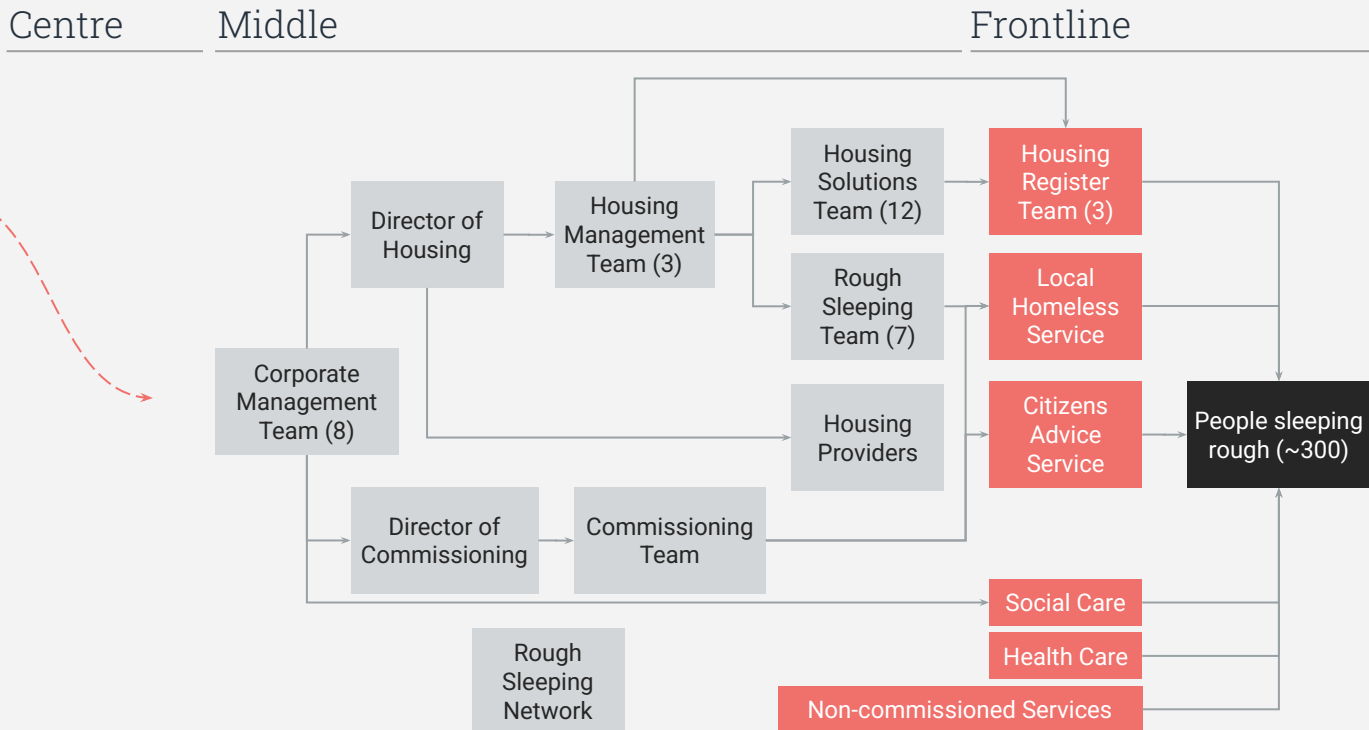 Centre
Middle
Frontline
Housing
Solutions
Team (12)
Housing
Register
Team (3)
Director of
Housing
Housing
Management
Team (3)
Rough
Sleeping
Team (7)
Local
Homeless
Service
Corporate
Management
Team (8)
Housing
Providers
Citizens
Advice
Service
People sleeping
rough (~300)
Director of
Commissioning
Commissioning
Team
Social Care
Rough
Sleeping
Network
Health Care
Non-commissioned Services